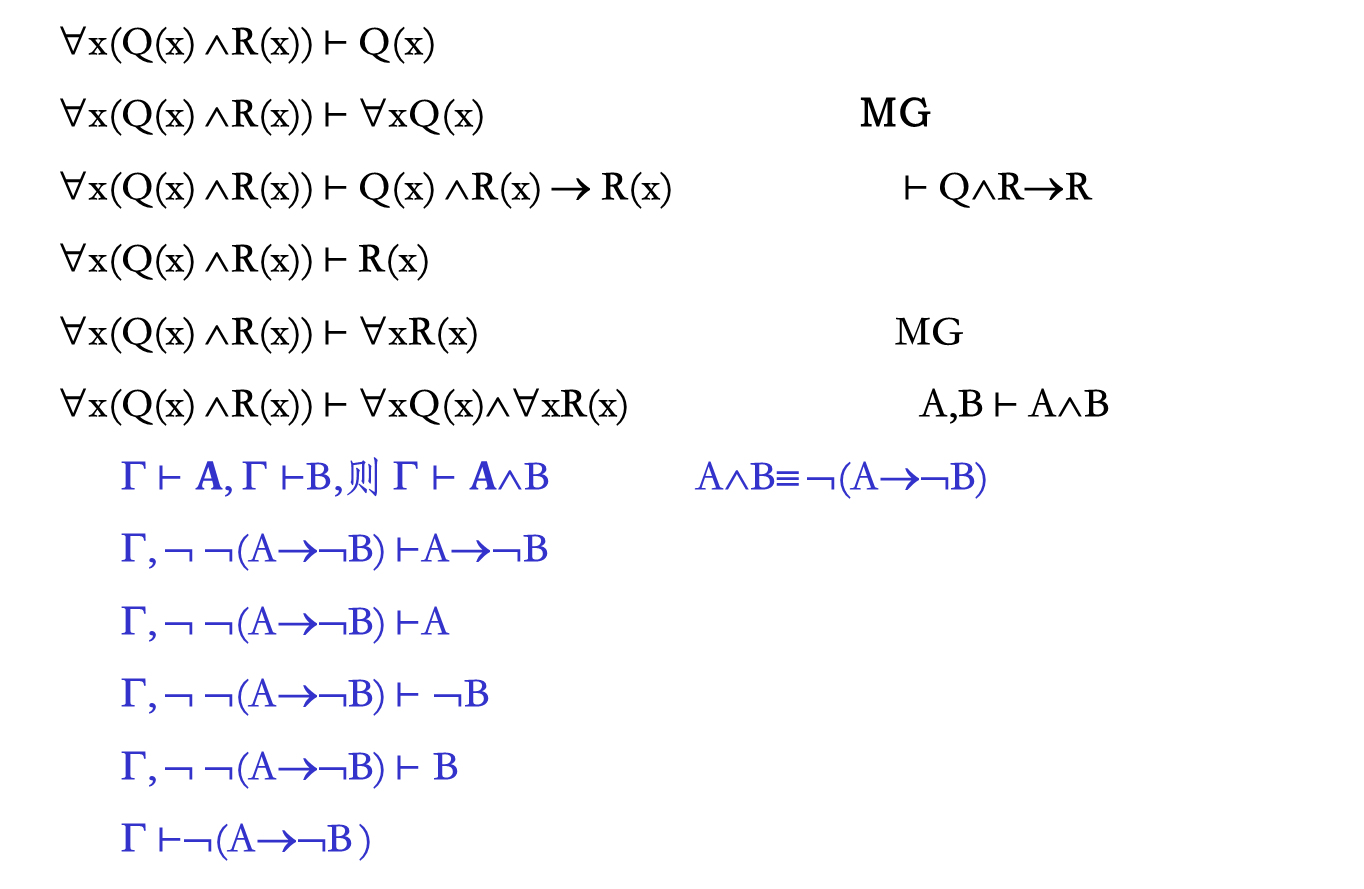 ∀x(Q(x) ∧R(x)) ⊢ Q(x)
∀x(Q(x) ∧R(x)) ⊢ ∀xQ(x) MG
∀x(Q(x) ∧R(x)) ⊢ Q(x) ∧R(x) → R(x) ⊢ Q∧R→R
∀x(Q(x) ∧R(x)) ⊢ R(x)
∀x(Q(x) ∧R(x)) ⊢ ∀xR(x) MG
∀x(Q(x) ∧R(x)) ⊢ ∀xQ(x)∧∀xR(x) A,B ⊢ A∧B
Γ ⊢ A, Γ ⊢B,则 Γ ⊢ A∧B A∧B≡¬(A→¬B)
Γ,¬ ¬(A→¬B) ⊢A→¬B
Γ,¬ ¬(A→¬B) ⊢A
Γ,¬ ¬(A→¬B) ⊢ ¬B
Γ,¬ ¬(A→¬B) ⊢ B
Γ ⊢¬(A→¬B )